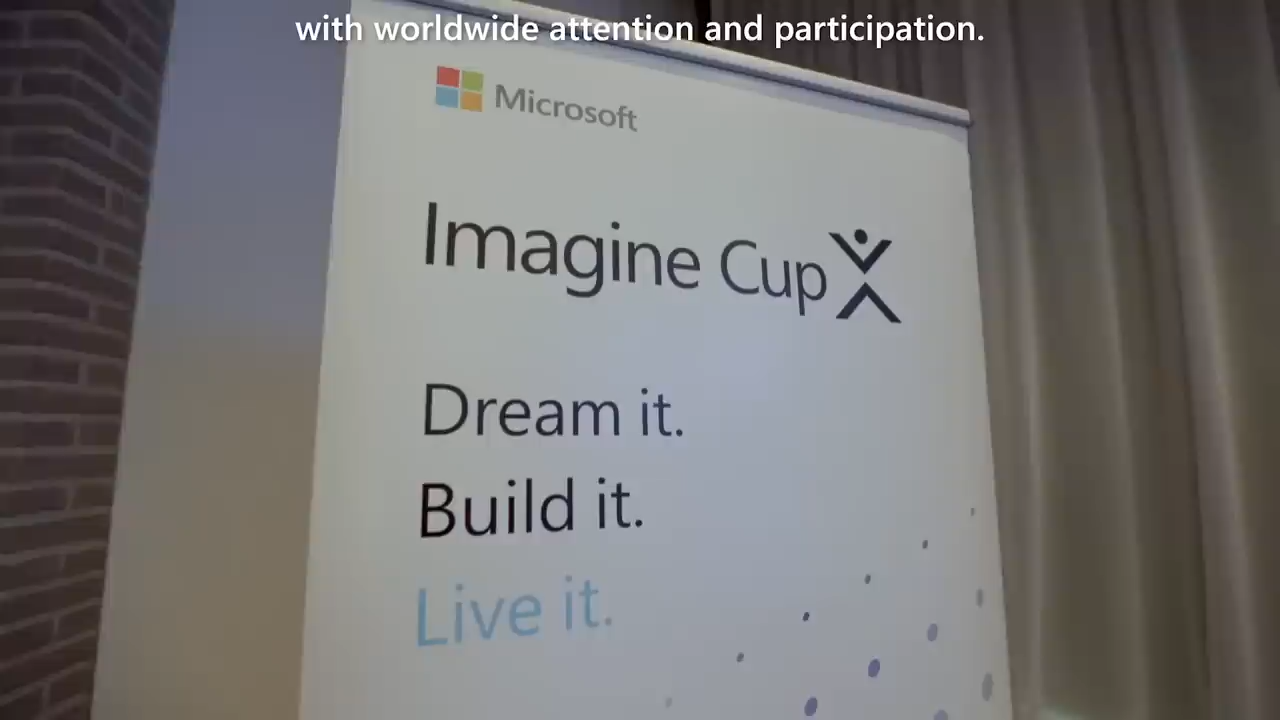 with worldwide attention and participation.
Microsoft
Imagine Cup
Dream it.
Build it.
Live it.